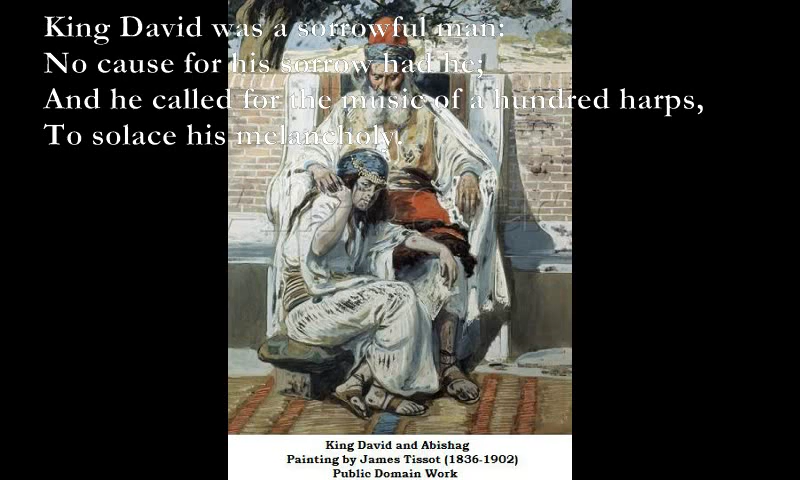 King David was a sorrowful man:
No cause for his sorrow had he;
And he called for the music of a hundred harps,
To solace his melancholy.
King David and Abishag
Painting by James Tissot (1836-1902)
Public Domain Work